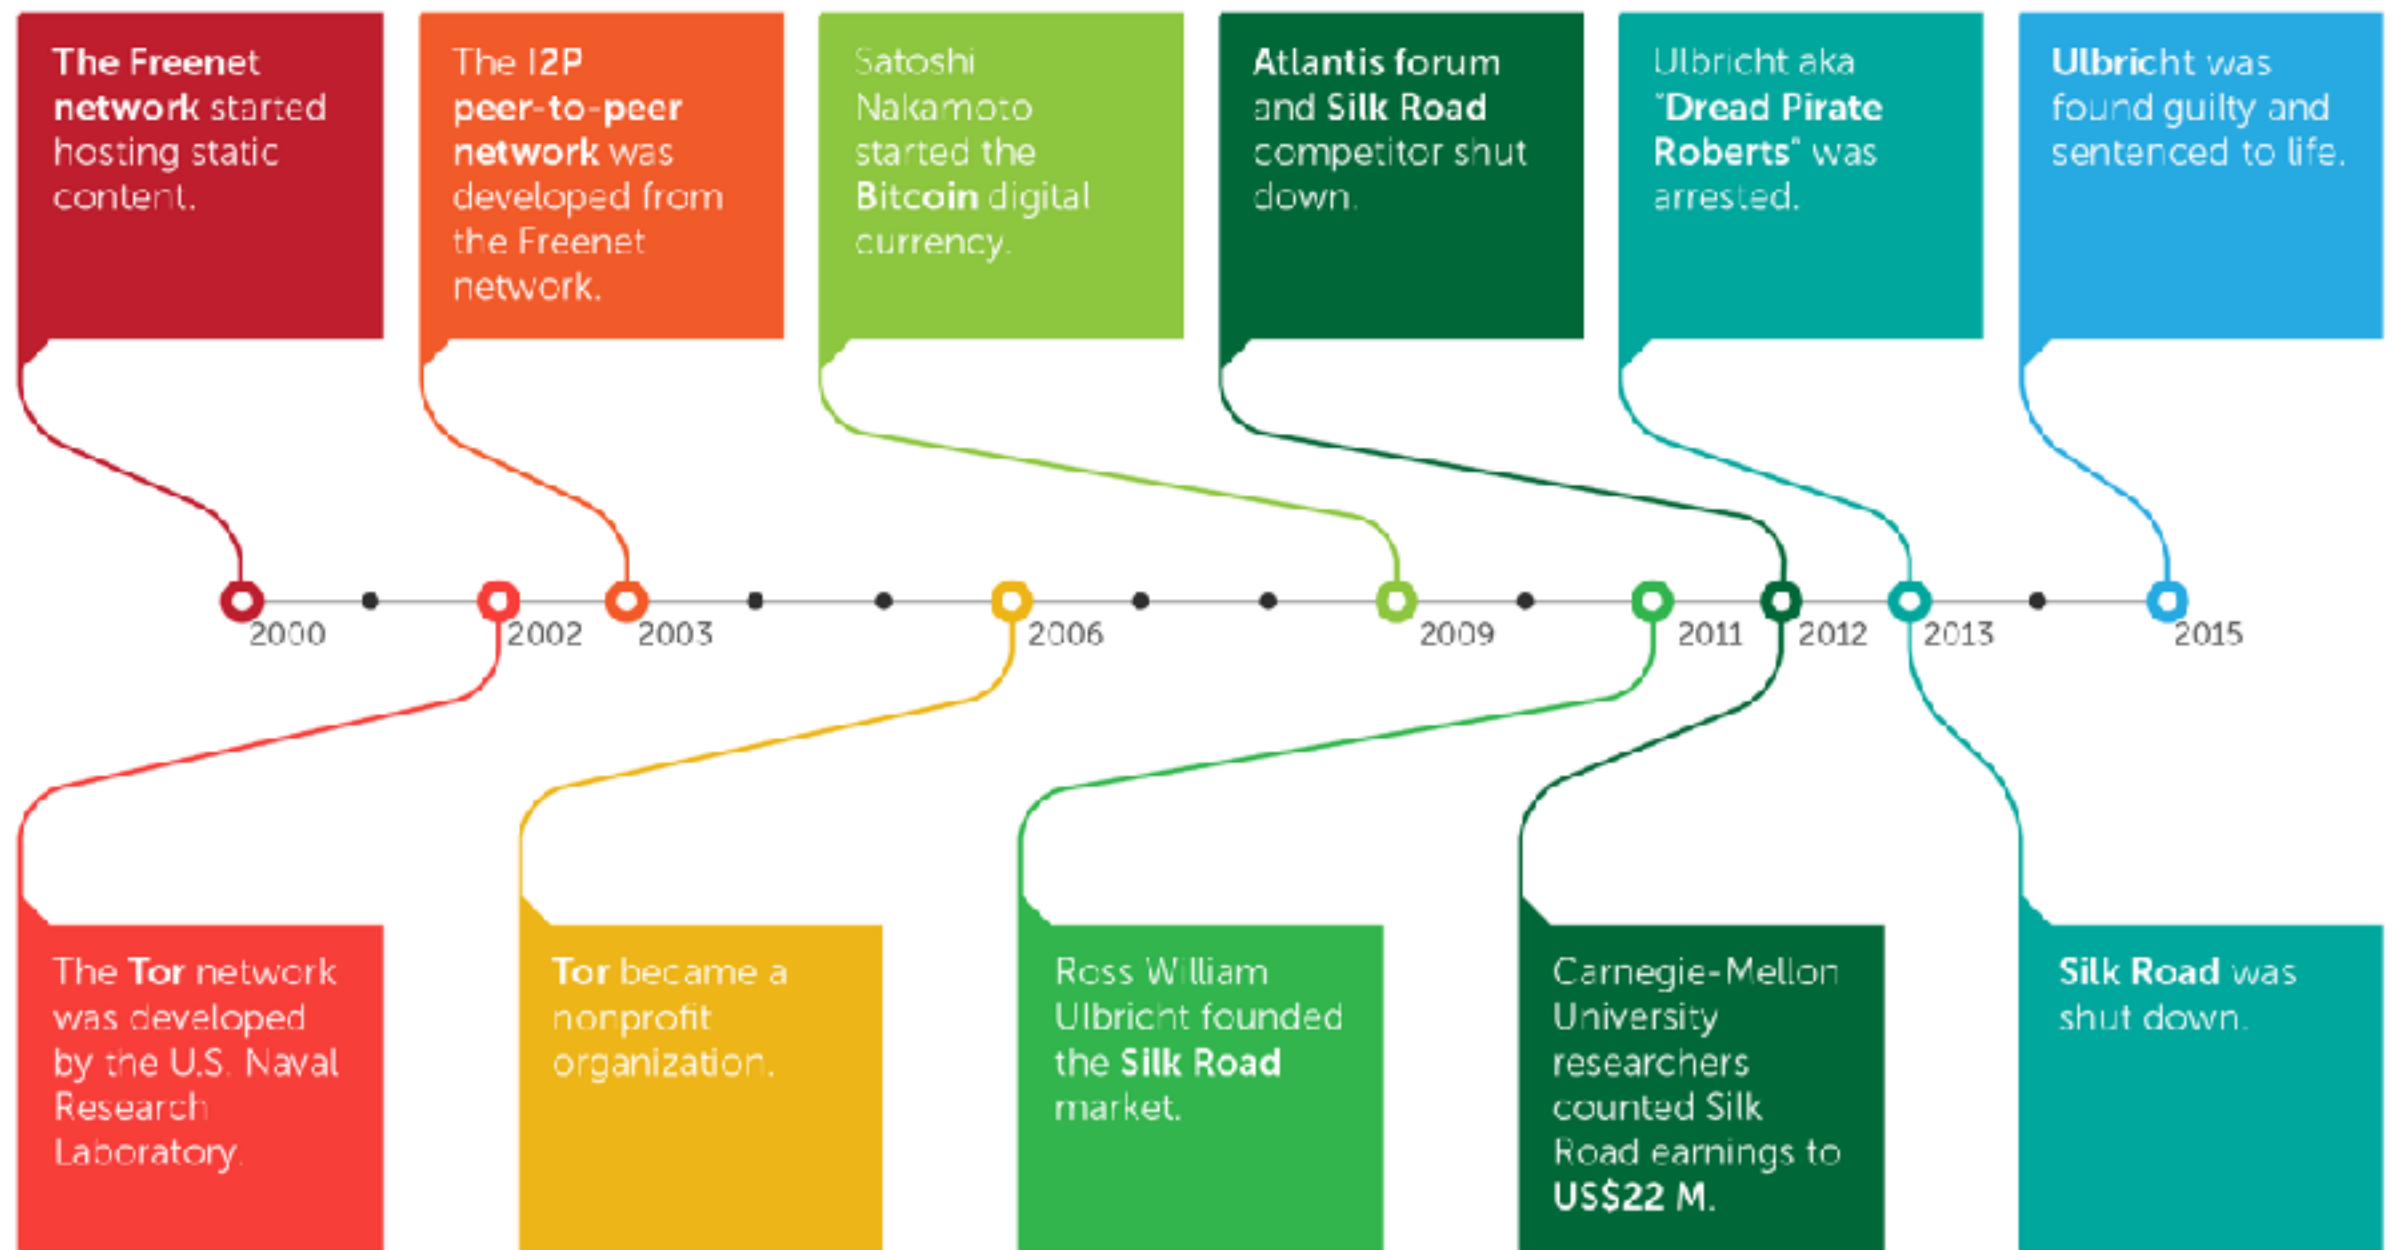 The Freenet
network started
hosting static
content.
The I2P
peer-to-peer
network was
developed from
the Freenet
network.
Satoshi
Nakamoto
started the
Bitcoin digital
currency.
Atlantis forum
and Silk Road
competitor shut
down.
Ulbricht aka
"Dread Pirate
Roberts" was
arrested.
Ulbricht was
found guilty and
sentenced to life.
2000
2002
2003
2006
2009
2011
2012
2013
2015
The Tor network
was developed
by the U.S. Naval
Research
Laboratory.
Tor became a
nonprofit
organization.
Ross William
Ulbricht founded
the Silk Road
market.
Carnegie-Mellon
University
researchers
counted Silk
Road earnings to
US$22 M.
Silk Road was
shut down.